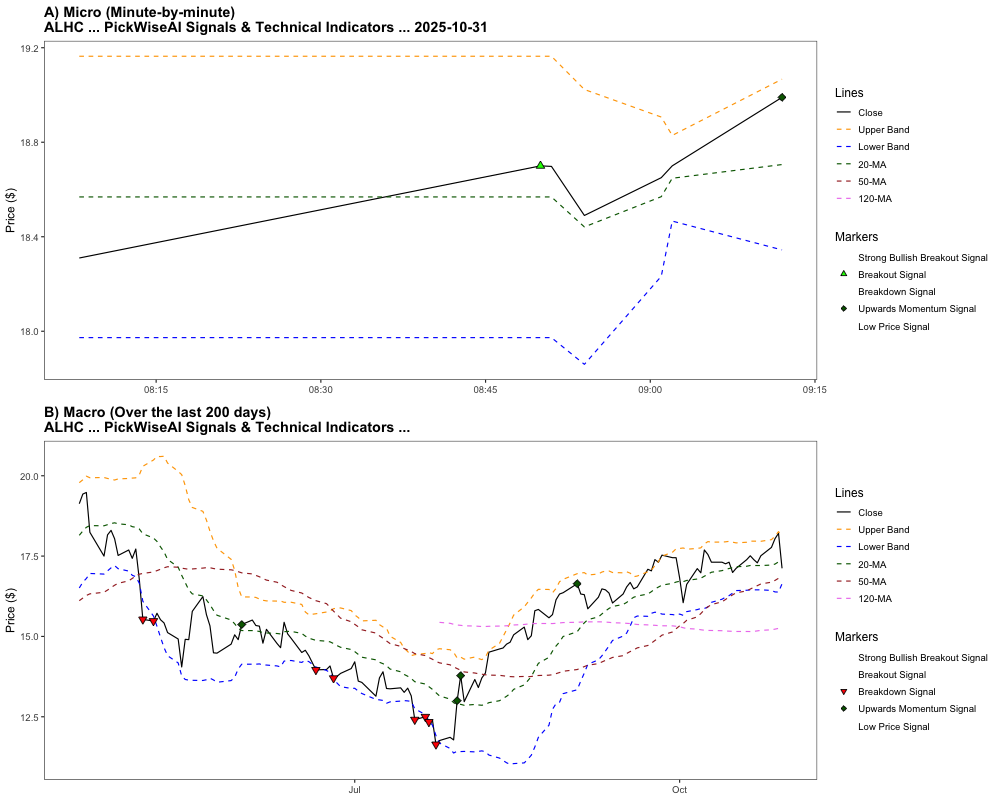 A) Micro (Minute-by-minute)
ALHC ... PickWiseAI Signals & Technical Indicators ... 2025-10-31
Price ($)
19.2
18.8
18.4
18.0
08:15
08:30
08:45
09:00
09:15
Lines
Close
Upper Band
Lower Band
20-MA
50-MA
120-MA
Markers
Strong Bullish Breakout Signal
Breakout Signal
Breakdown Signal
Upwards Momentum Signal
Low Price Signal
B) Macro (Over the last 200 days)
ALHC ... PickWiseAI Signals & Technical Indicators ...
Price ($)
20.0
17.5
15.0
12.5
Jul
Oct
Lines
Close
Upper Band
Lower Band
20-MA
50-MA
120-MA
Markers
Strong Bullish Breakout Signal
Breakout Signal
Breakdown Signal
Upwards Momentum Signal
Low Price Signal